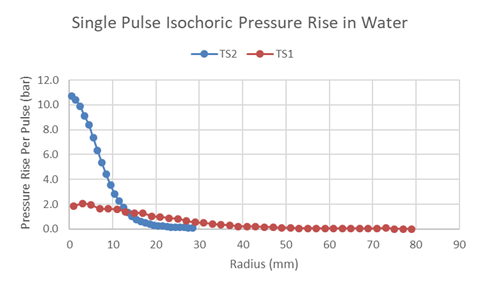 Single Pulse Isochoric Pressure Rise in Water
TS2 TS1
Pressure Rise Per Pulse (bar)
12.0
10.0
8.0
6.0
4.0
2.0
0.0
0 10 20 30 40 50 60 70 80 90
Radius (mm)